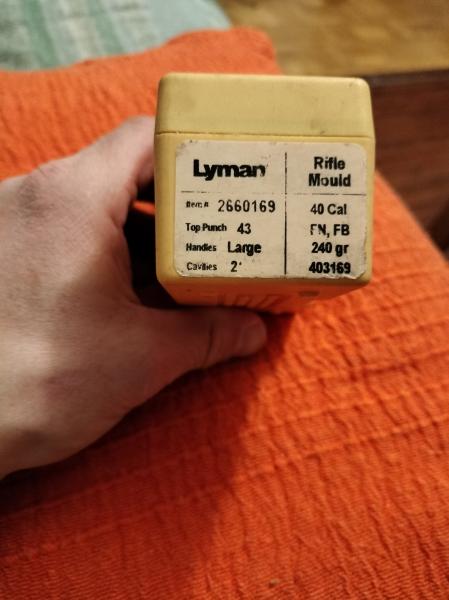 Lyman
Item # 2660169
Top Punch 43
Handles Large
Cavities 2
Rifle
Mould
40 Cal
FN, FB
240 gr
403169